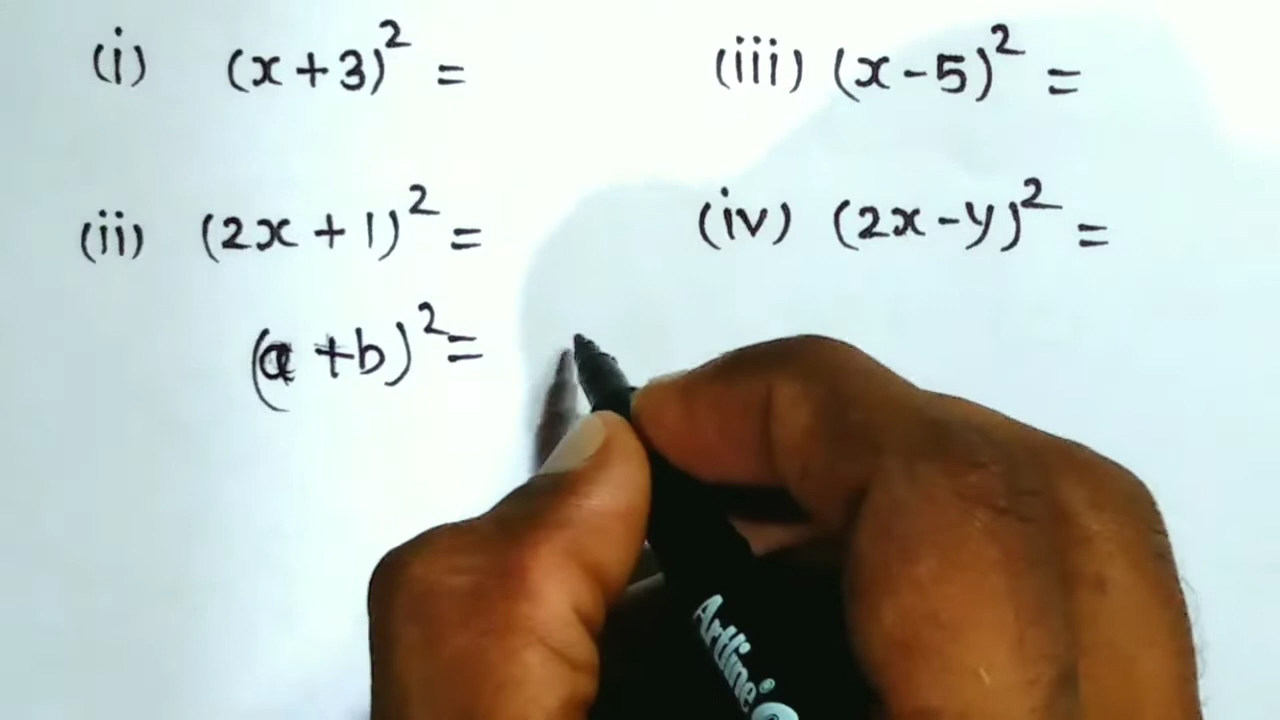 (i) (x+3)² =
(iii) (x-5)² =
(ii) (2x+1)² =
(iv) (2x-y)² =
(a+b)² =
Artline